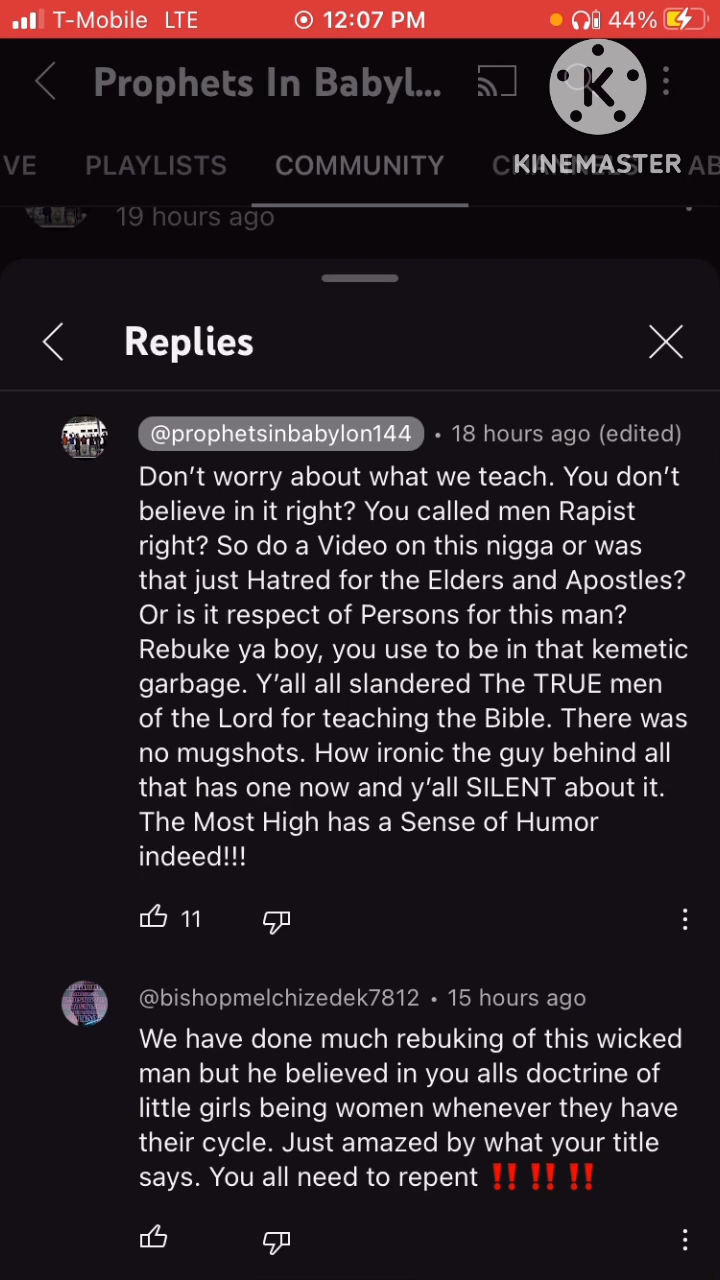 T-Mobile LTE 12:07 PM 44%
Prophets In Babyl...
K
KINEMASTER
VE PLAYLISTS COMMUNITY CHANNELS AB
19 hours ago
Replies
@prophetsinbabylon144 • 18 hours ago (edited)
Don't worry about what we teach. You don't
believe in it right? You called men Rapist
right? So do a Video on this nigga or was
that just Hatred for the Elders and Apostles?
Or is it respect of Persons for this man?
Rebuke ya boy, you use to be in that kemetic
garbage. Y'all all slandered The TRUE men
of the Lord for teaching the Bible. There was
no mugshots. How ironic the guy behind all
that has one now and y'all SILENT about it.
The Most High has a Sense of Humor
indeed!!!
11
@bishopmelchizedek7812 • 15 hours ago
We have done much rebuking of this wicked
man but he believed in you alls doctrine of
little girls being women whenever they have
their cycle. Just amazed by what your title
says. You all need to repent ‼️ ‼️ ‼️